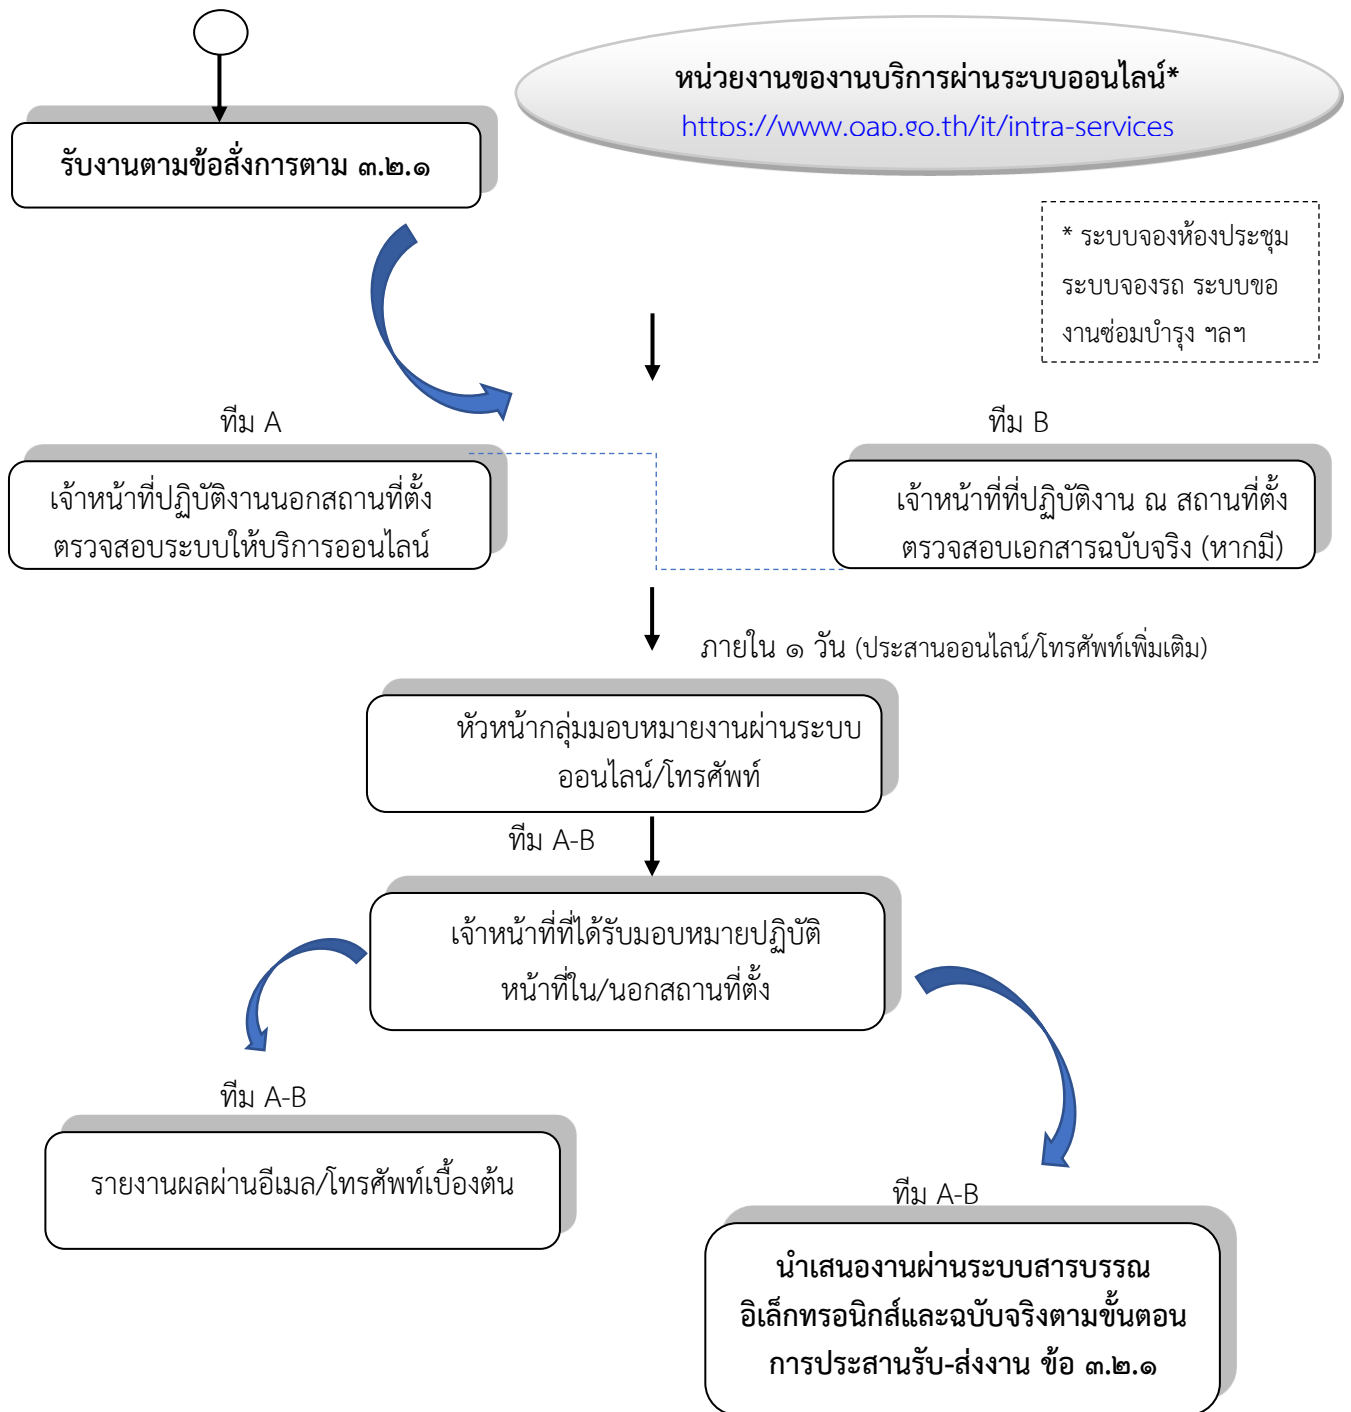 หน่วยงานของานบริการผ่านระบบออนไลน์*
https://www.oap.go.th/it/intra-services
รับงานตามข้อสั่งการตาม ๓.๒.๑
* ระบบจองห้องประชุม
ระบบจองรถ ระบบขอ
งานซ่อมบำรุง ฯลฯ
ทีม A
ทีม B
เจ้าหน้าที่ปฏิบัติงานนอกสถานที่ตั้ง
ตรวจสอบระบบให้บริการออนไลน์
เจ้าหน้าที่ที่ปฏิบัติงาน ณ สถานที่ตั้ง
ตรวจสอบเอกสารฉบับจริง (หากมี)
ภายใน ๑ วัน (ประสานออนไลน์/โทรศัพท์เพิ่มเติม)
หัวหน้ากลุ่มมอบหมายงานผ่านระบบ
ออนไลน์/โทรศัพท์
ทีม A-B
เจ้าหน้าที่ที่ได้รับมอบหมายปฏิบัติ
หน้าที่ใน/นอกสถานที่ตั้ง
ทีม A-B
รายงานผลผ่านอีเมล/โทรศัพท์เบื้องต้น
ทีม A-B
นำเสนองานผ่านระบบสารบรรณ
อิเล็กทรอนิกส์และฉบับจริงตามขั้นตอน
การประสานรับ-ส่งงาน ข้อ ๓.๒.๑